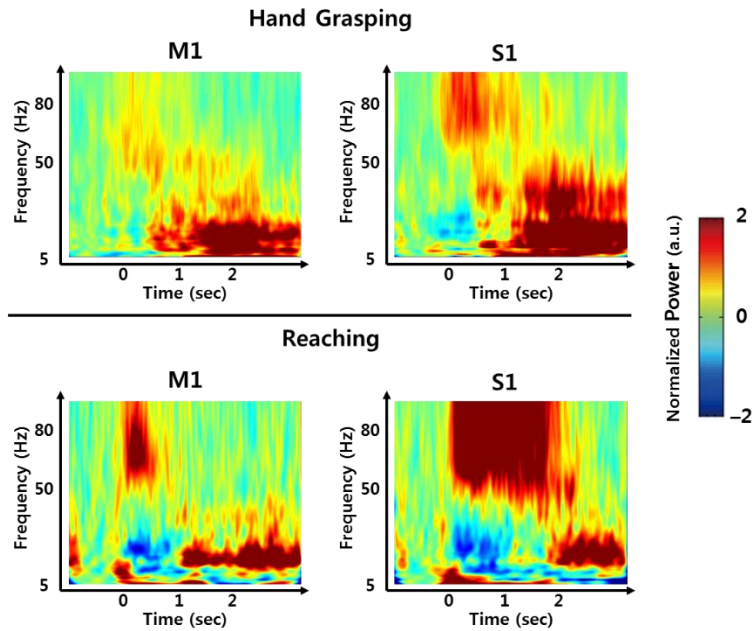 Hand Grasping
M1
S1
80
50
5
Frequency (Hz)
0 1 2
Time (sec)
80
50
5
Frequency (Hz)
0 1 2
Time (sec)
2
0
−2
Normalized Power (a.u.)
Reaching
M1
S1
80
50
5
Frequency (Hz)
0 1 2
Time (sec)
80
50
5
Frequency (Hz)
0 1 2
Time (sec)